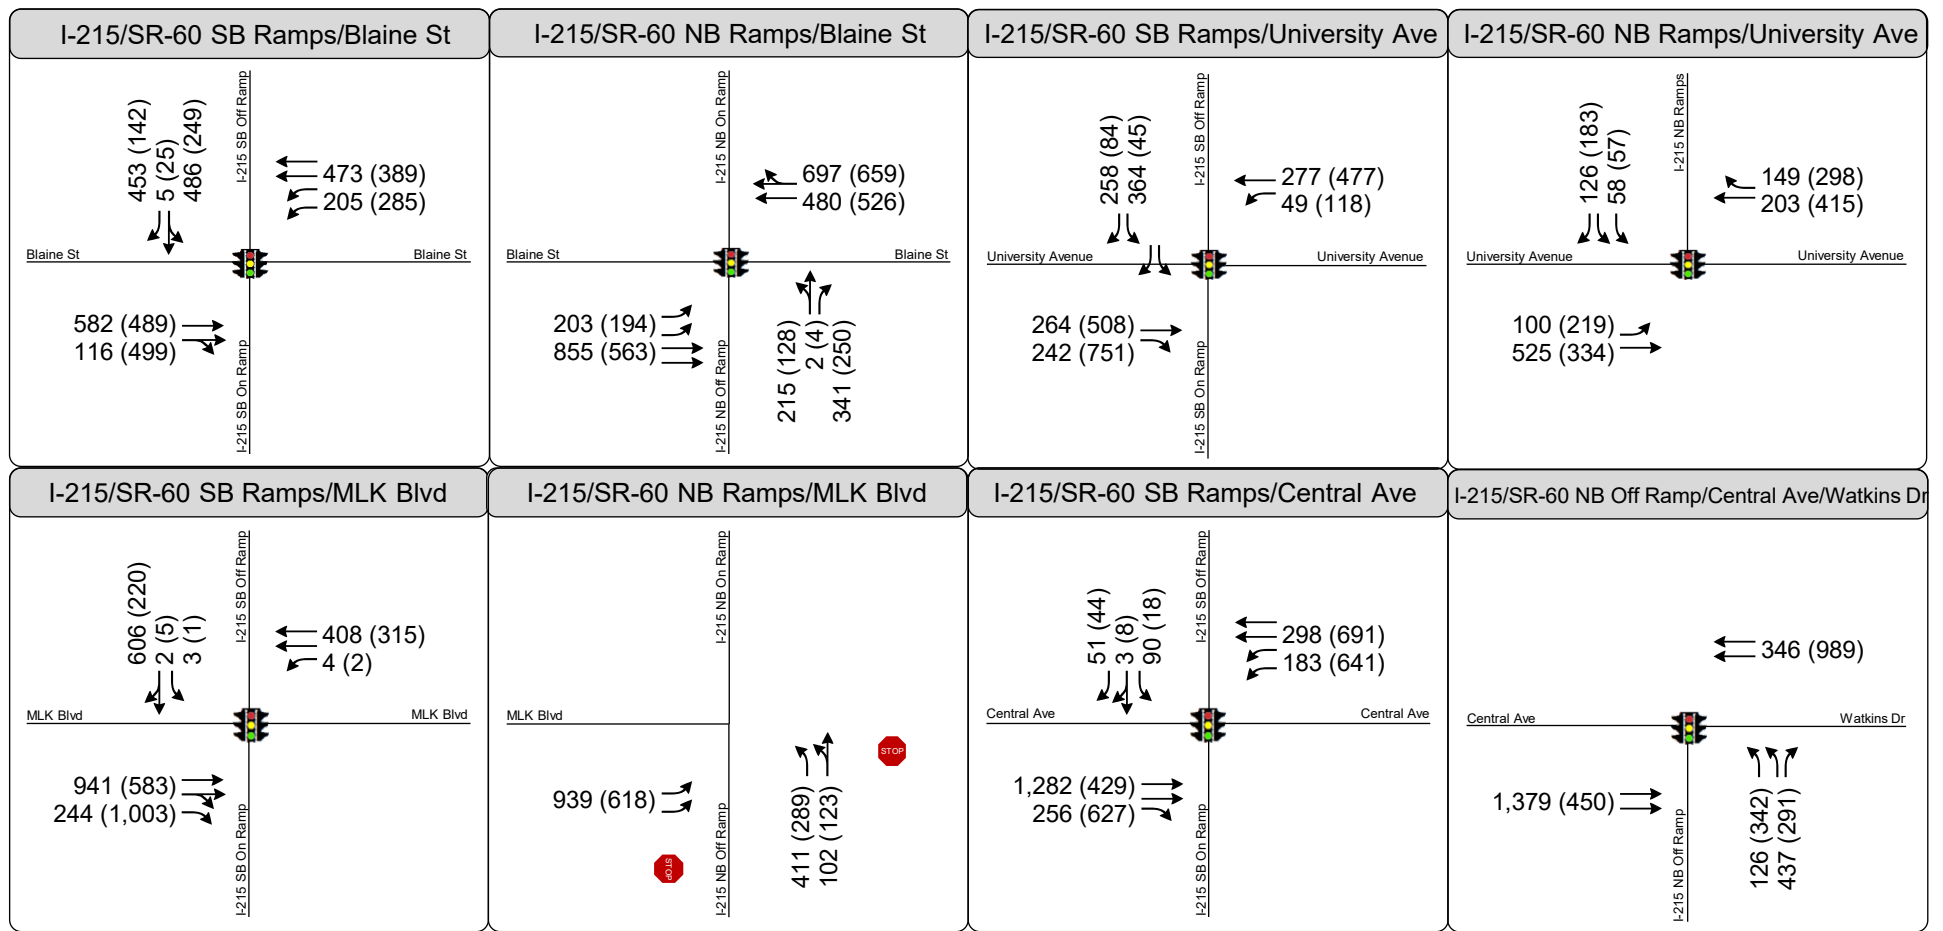 I-215/SR-60 SB Ramps/Blaine St
453 (142)
5 (25)
486 (249)
I-215 SB Off Ramp
473 (389)
205 (285)
Blaine St
Blaine St
582 (489)
116 (499)
I-215 SB On Ramp
I-215/SR-60 NB Ramps/Blaine St
I-215 NB On Ramp
697 (659)
480 (526)
Blaine St
Blaine St
203 (194)
855 (563)
I-215 NB Off Ramp
215 (128)
2 (4)
341 (250)
I-215/SR-60 SB Ramps/University Ave
258 (84)
364 (45)
I-215 SB Off Ramp
277 (477)
49 (118)
University Avenue
University Avenue
264 (508)
242 (751)
I-215 SB On Ramp
I-215/SR-60 NB Ramps/University Ave
126 (183)
58 (57)
I-215 NB Ramps
149 (298)
203 (415)
University Avenue
University Avenue
100 (219)
525 (334)
I-215/SR-60 SB Ramps/MLK Blvd
606 (220)
2 (5)
3 (1)
I-215 SB Off Ramp
408 (315)
4 (2)
MLK Blvd
MLK Blvd
941 (583)
244 (1,003)
I-215 SB On Ramp
I-215/SR-60 NB Ramps/MLK Blvd
I-215 NB On Ramp
MLK Blvd
STOP
939 (618)
STOP
I-215 NB Off Ramp
411 (289)
102 (123)
I-215/SR-60 SB Ramps/Central Ave
51 (44)
3 (8)
90 (18)
I-215 SB Off Ramp
298 (691)
183 (641)
Central Ave
Central Ave
1,282 (429)
256 (627)
I-215 SB On Ramp
I-215/SR-60 NB Off Ramp/Central Ave/Watkins Dr
346 (989)
Central Ave
Watkins Dr
1,379 (450)
I-215 NB Off Ramp
126 (342)
437 (291)